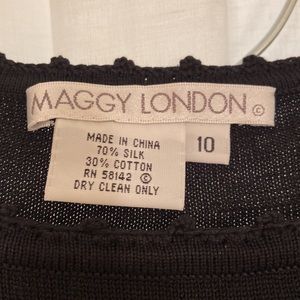 MAGGY LONDON ©
MADE IN CHINA
70% SILK
30% COTTON
RN 58142 ©
DRY CLEAN ONLY
10